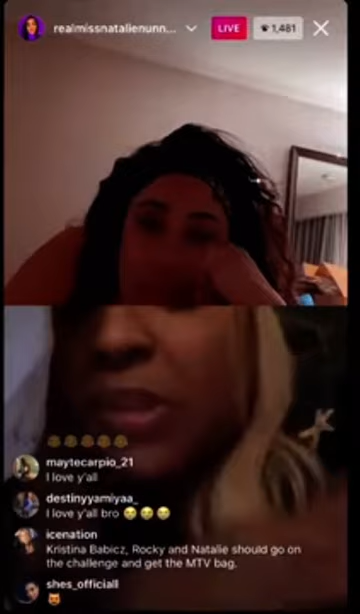 realmissnatalienunn...
LIVE
1,481
maytecarpio_21
I love y'all
destinyyamiyaa_
I love y'all bro 😭😭😭
icenation
Kristina Babicz, Rocky and Natalie should go on
the challenge and get the MTV bag.
shes_officiall